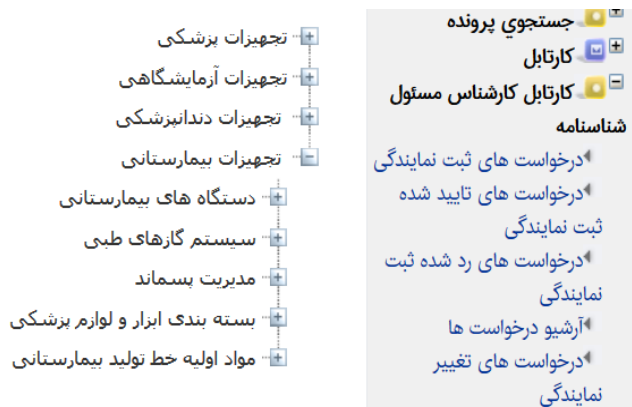 جستجوي پرونده
کارتابل
کارتابل کارشناس مسئول
شناسنامه
درخواست های ثبت نمایندگی
درخواست های تایید شده
ثبت نمایندگی
درخواست های رد شده ثبت
نمایندگی
آرشیو درخواست ها
درخواست های تغییر
نمایندگی
تجهیزات پزشکی
تجهیزات آزمایشگاهی
تجهیزات دندانپزشکی
تجهیزات بیمارستانی
دستگاه های بیمارستانی
سیستم گازهای طبی
مدیریت پسماند
بسته بندی ابزار و لوازم پزشکی
مواد اولیه خط تولید بیمارستانی